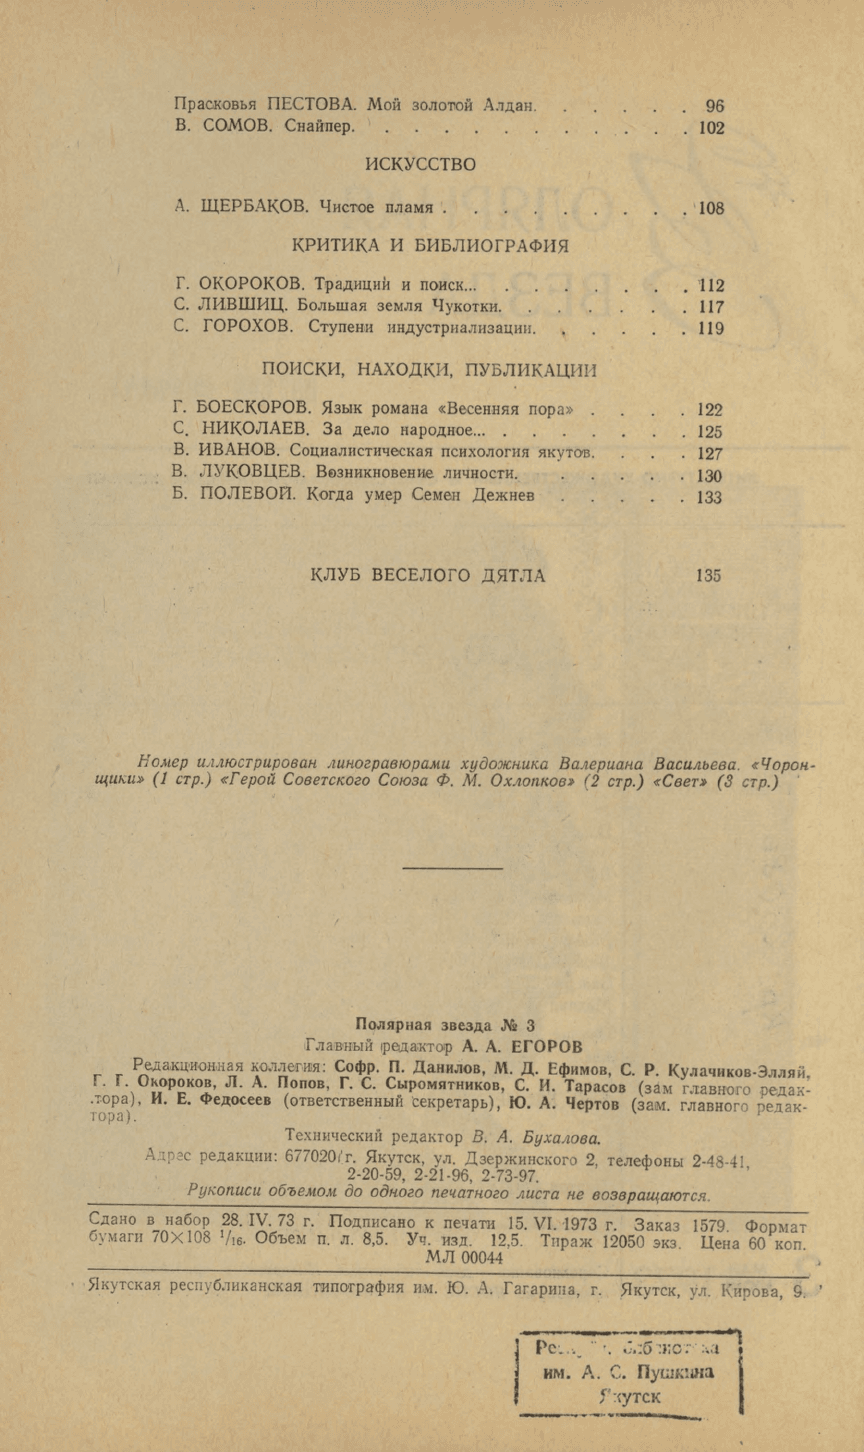 Прасковья ПЕСТОВА. Мой золотой Алдан. . . . . . 96
В. СОМОВ. Снайпер. . . . . . . . . . . . 102
ИСКУССТВО
А. ЩЕРБАКОВ. Чистое пламя . . . . . . . . . 108
КРИТИКА И БИБЛИОГРАФИЯ
Г. ОКОРОКОВ. Традиций и поиск... . . . . . . . . 112
С. ЛИВШИЦ. Большая земля Чукотки. . . . . . . 117
С. ГОРОХОВ. Ступени индустриализации. . . . . . 119
ПОИСКИ, НАХОДКИ, ПУБЛИКАЦИИ
Г. БОЕСКОРОВ. Язык романа «Весенняя пора» . . . . 122
С. НИКОЛАЕВ. За дело народное... . . . . . . . . 125
В. ИВАНОВ. Социалистическая психология якутов. . . . 127
В. ЛУКОВЦЕВ. Возникновение личности. . . . . . 130
Б. ПОЛЕВОЙ. Когда умер Семен Дежнев . . . . . 133
КЛУБ ВЕСЕЛОГО ДЯТЛА 135
Номер иллюстрирован линогравюрами художника Валериана Васильева. «Чорон-
щики» (1 стр.) «Герой Советского Союза Ф. М. Охлопков» (2 стр.) «Свет» (3 стр.)
Полярная звезда № 3
Главный редактор А. А. ЕГОРОВ
Редакционная коллегия: Софр. П. Данилов, М. Д. Ефимов, С. Р. Кулачиков-Элляй,
Г. Г. Окороков, Л. А. Попов, Г. С. Сыромятников, С. И. Тарасов (зам главного редак-
тора), И. Е. Федосеев (ответственный секретарь), Ю. А. Чертов (зам. главного редак-
тора).
Технический редактор В. А. Бухалова.
Адрес редакции: 677020 г. Якутск, ул. Дзержинского 2, телефоны 2-48-41,
2-20-59, 2-21-96, 2-73-97.
Рукописи объемом до одного печатного листа не возвращаются.
Сдано в набор 28. IV. 73 г. Подписано к печати 15. VI. 1973 г. Заказ 1579. Формат
бумаги 70×108 1/16. Объем п. л. 8,5. Уч. изд. 12,5. Тираж 12050 экз. Цена 60 коп.
МЛ 00044
Якутская республиканская типография им. Ю. А. Гагарина, г. Якутск, ул. Кирова, 9.
им. А. С. Пушкина
Якутск